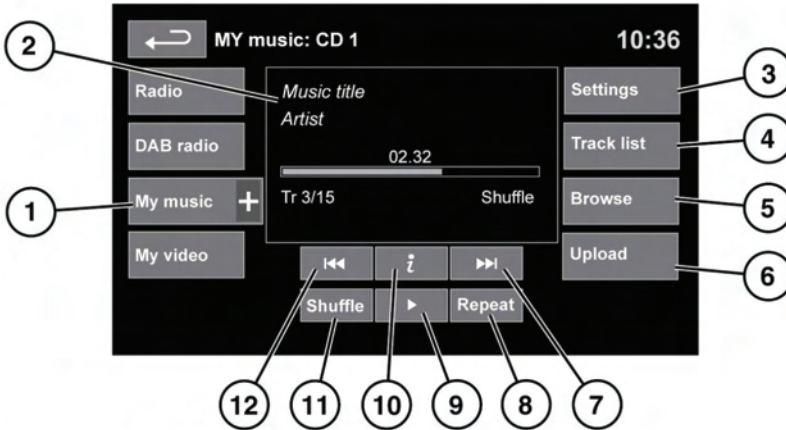 MY music: CD 1
10:36
2
Radio
Music title
Settings
3
Artist
DAB radio
02.32
Track list
4
1
My music +
Tr 3/15
Shuffle
Browse
5
My video
i
Upload
6
Shuffle
Repeat
12
11
10
9
8
7